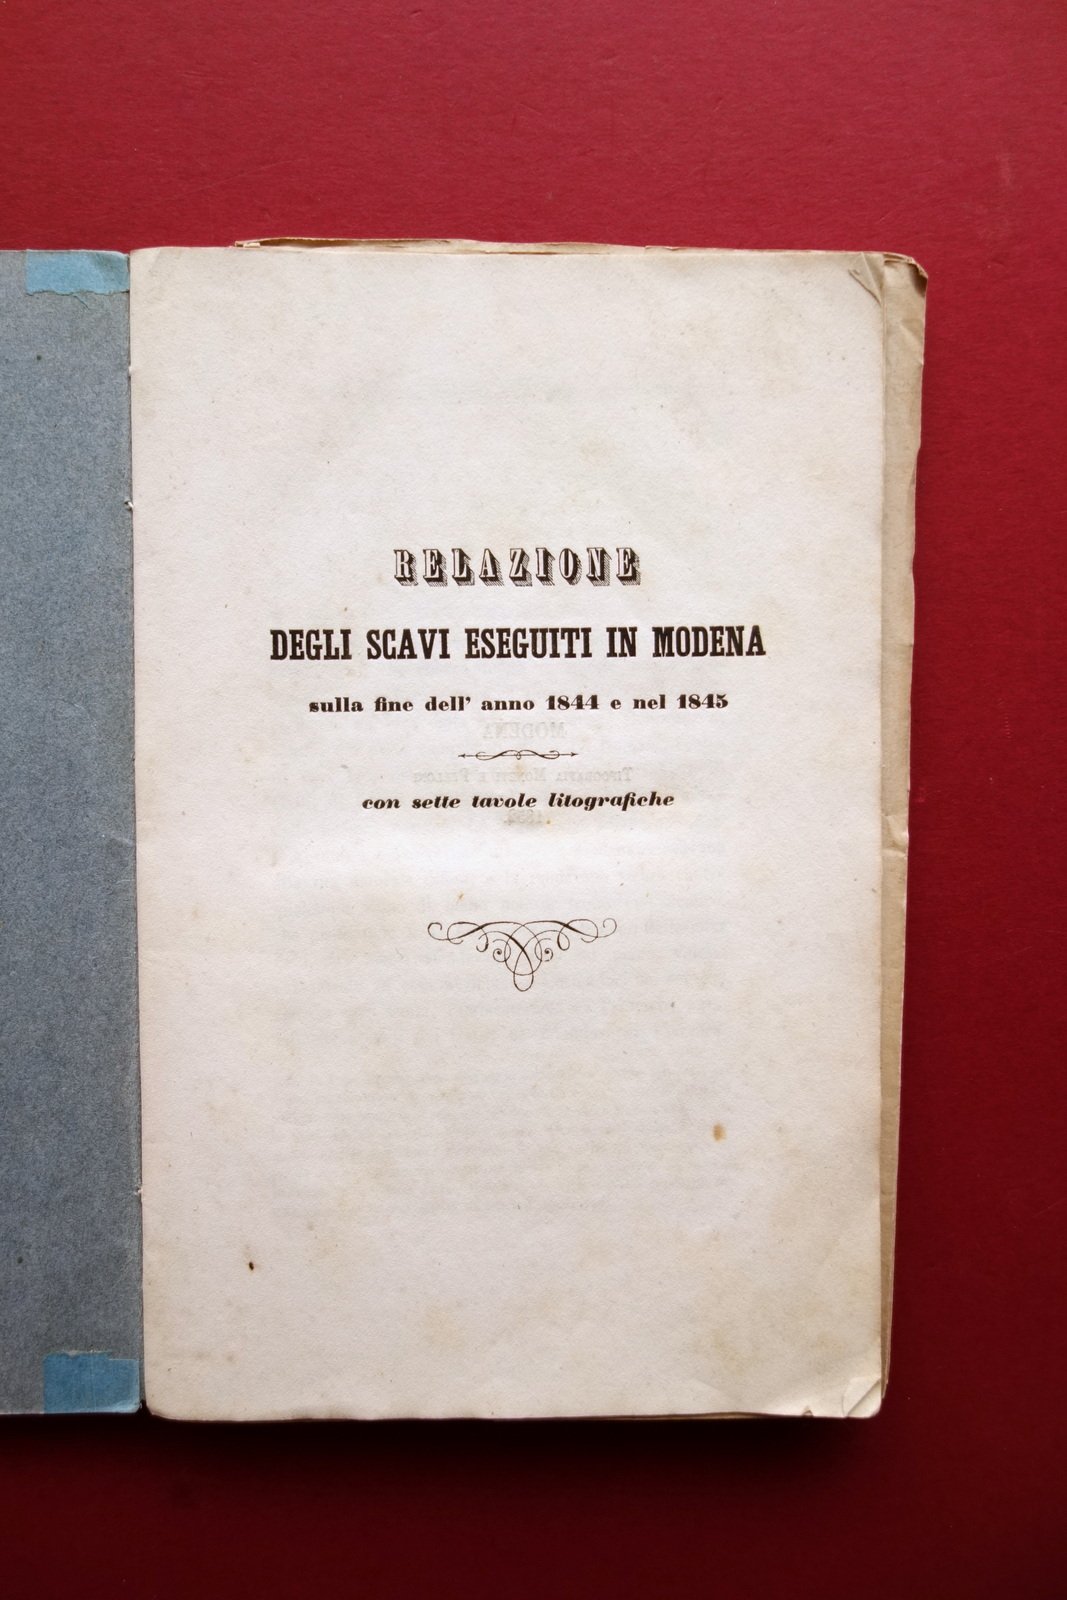 RELAZIONE
DEGLI SCAVI ESEGUITI IN MODENA
sulla fine dell' anno 1844 e nel 1845
con sette tavole litografiche